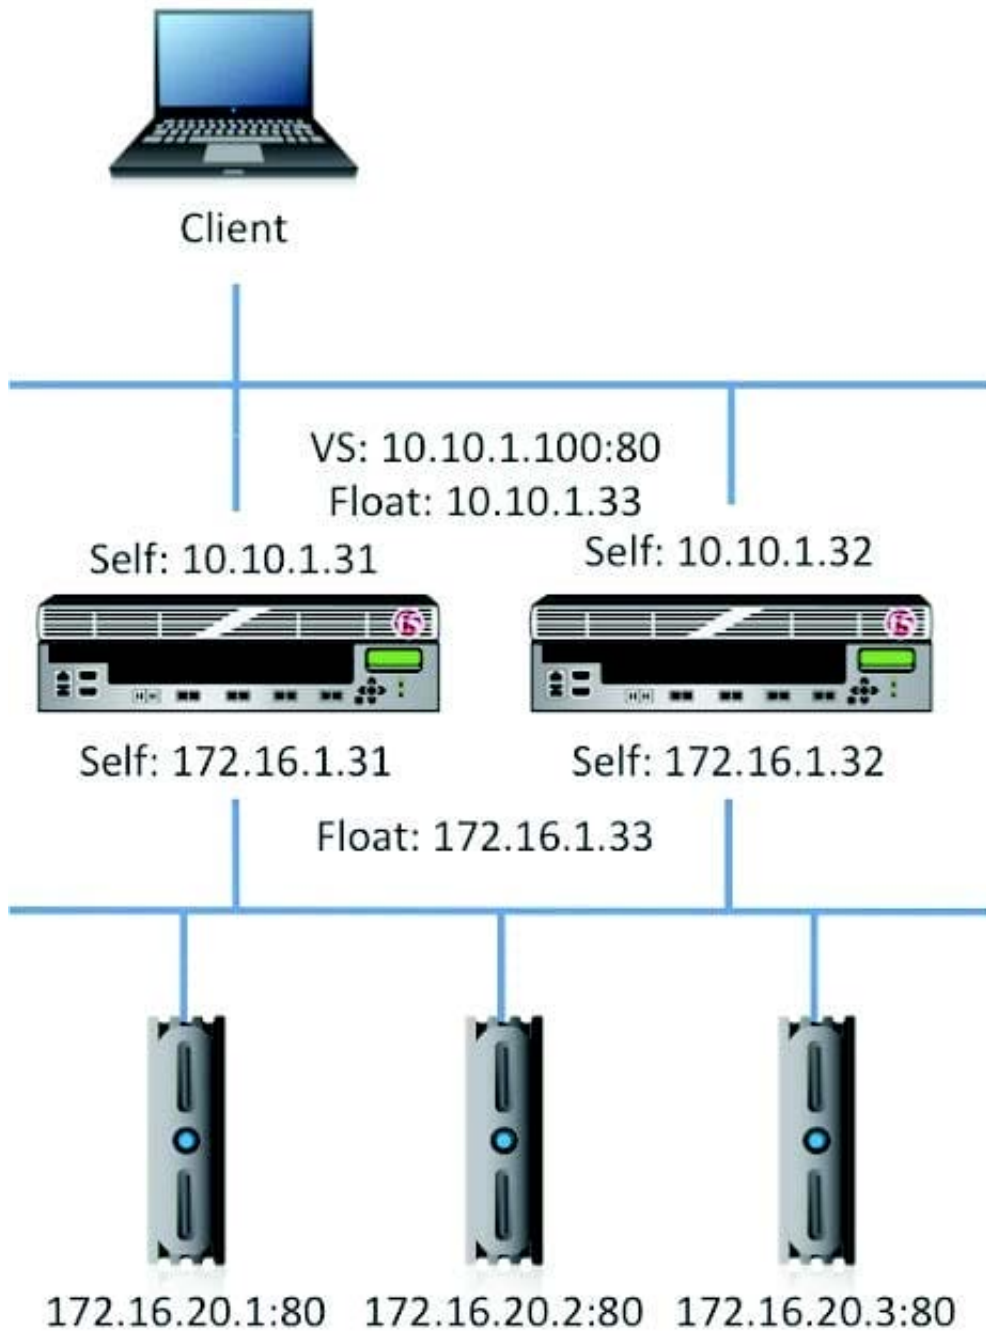 Client
VS: 10.10.1.100:80
Float: 10.10.1.33
Self: 10.10.1.31
Self: 10.10.1.32
f5
f5
Self: 172.16.1.31
Self: 172.16.1.32
Float: 172.16.1.33
172.16.20.1:80
172.16.20.2:80
172.16.20.3:80